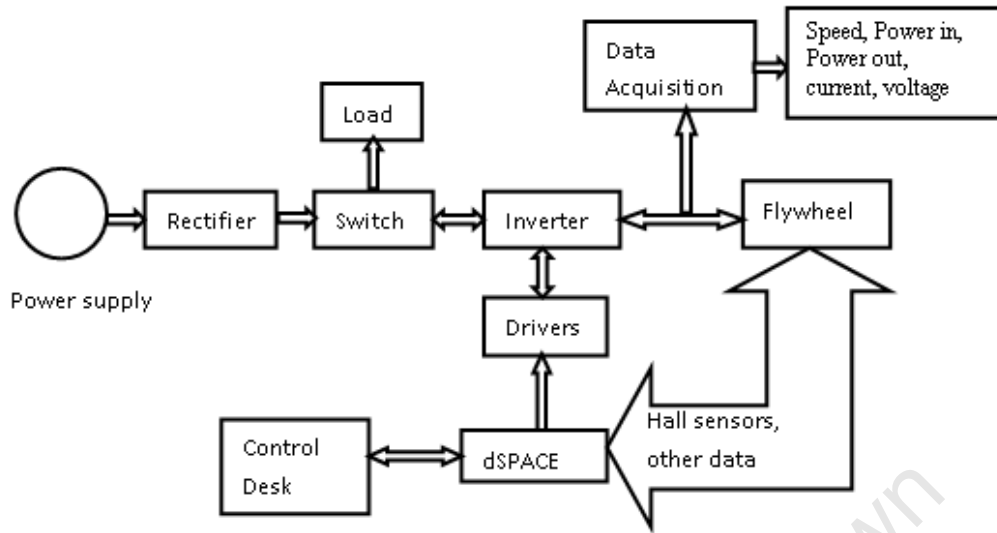 Data
Acquisition
Speed, Power in,
Power out,
current, voltage
Load
Rectifier
Switch
Inverter
Flywheel
Power supply
Drivers
Control
Desk
dSPACE
Hall sensors,
other data
wn